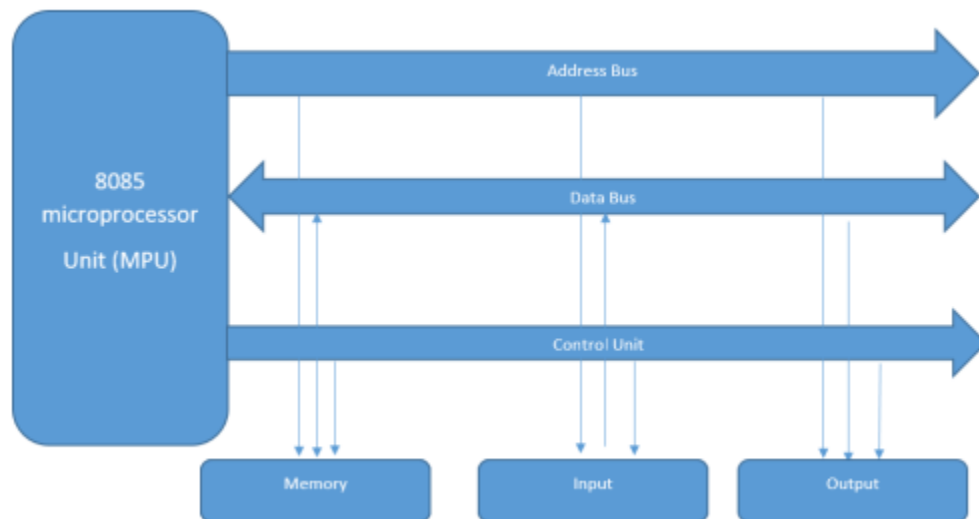 Address Bus
8085
microprocessor
Unit (MPU)
Data Bus
Control Unit
Memory
Input
Output